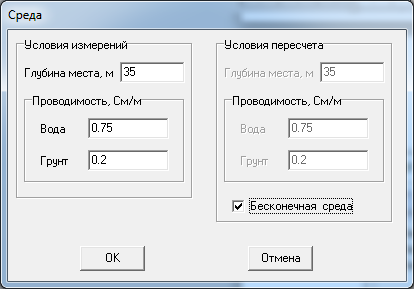 Среда
Условия измерений
Глубина места, м 35
Проводимость, См/м
Вода 0.75
Грунт 0.2
Условия пересчета
Глубина места, м 35
Проводимость, См/м
Вода 0.75
Грунт 0.2
Бесконечная среда
OK
Отмена